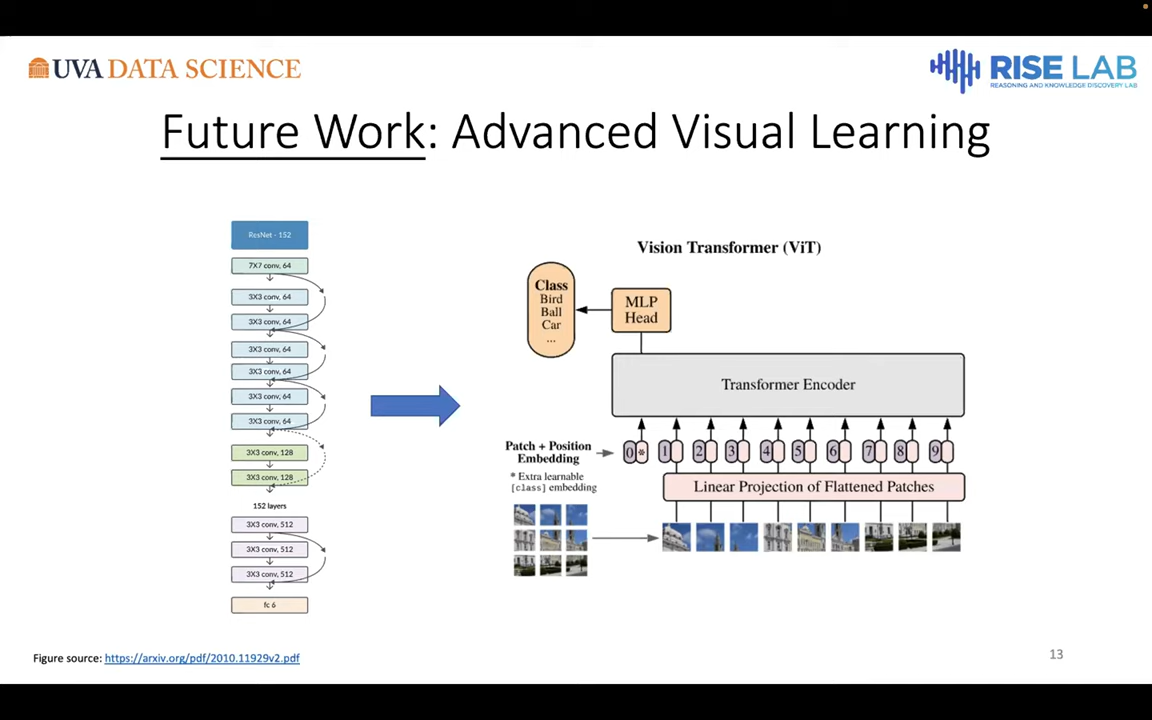 UVA DATA SCIENCE
RISE LAB
REASONING AND KNOWLEDGE DISCOVERY LAB
Future Work: Advanced Visual Learning
ResNet - 152
7X7 conv, 64
3X3 conv, 64
3X3 conv, 64
3X3 conv, 64
3X3 conv, 64
3X3 conv, 64
3X3 conv, 64
3X3 conv, 128
3X3 conv, 128
152 layers
3X3 conv, 512
3X3 conv, 512
3X3 conv, 512
fc 6
Vision Transformer (ViT)
Class
Bird
Ball
Car
...
MLP
Head
Transformer Encoder
Patch + Position
Embedding
* Extra learnable
[class] embedding
0 * 1 2 3 4 5 6 7 8 9
Linear Projection of Flattened Patches
Figure source: https://arxiv.org/pdf/2010.11929v2.pdf
13